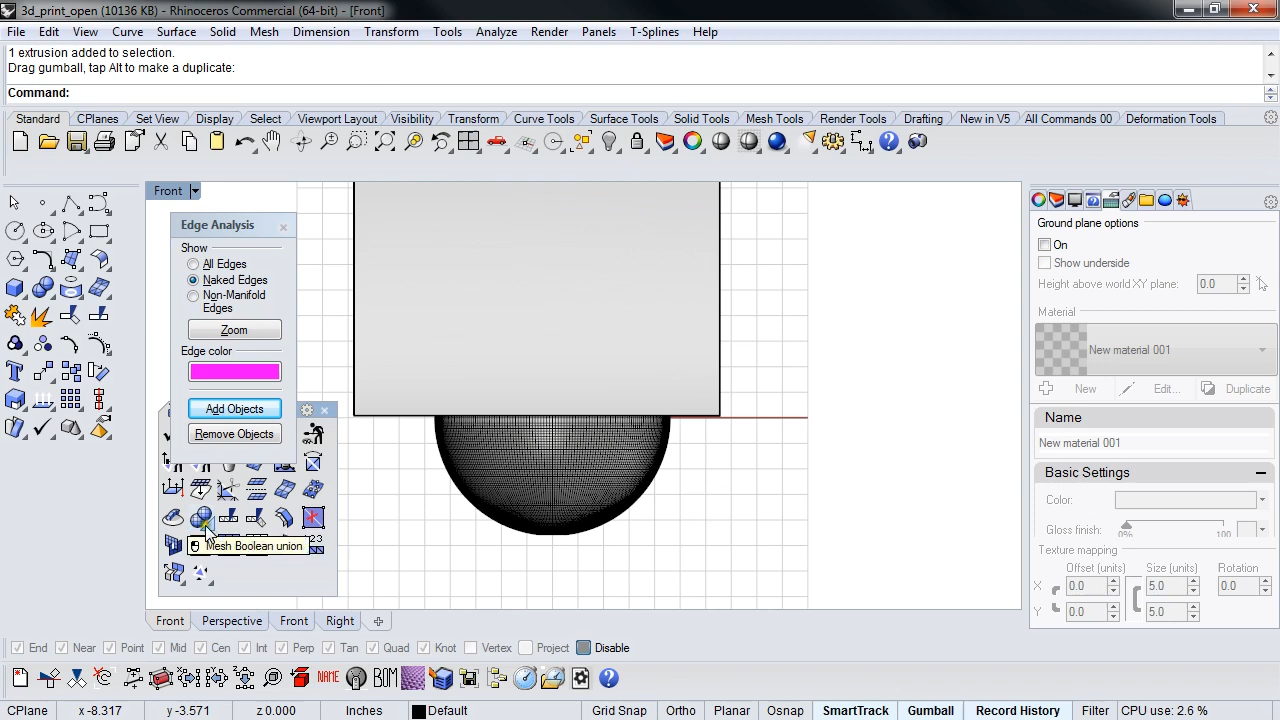 3d_print_open (10136 KB) - Rhinoceros Commercial (64-bit) - [Front]
File Edit View Curve Surface Solid Mesh Dimension Transform Tools Analyze Render Panels T-Splines Help
1 extrusion added to selection.
Drag gumball, tap Alt to make a duplicate:
Command:
Standard CPlanes Set View Display Select Viewport Layout Visibility Transform Curve Tools Surface Tools Solid Tools Mesh Tools Render Tools Drafting New in V5 All Commands 00 Deformation Tools
Front
Edge Analysis
Show
All Edges
Naked Edges
Non-Manifold
Edges
Zoom
Edge color
Add Objects
Remove Objects
Mesh Boolean union
Ground plane options
On
Show underside
Height above world XY plane: 0.0
Material
New material 001
New Edit... Duplicate
Name
New material 001
Basic Settings
Color:
Gloss finish:
0% 100
Texture mapping
Offset (units) Size (units) Rotation
X 0.0 5.0 0.0
Y 0.0 5.0
Front Perspective Front Right
End Near Point Mid Cen Int Perp Tan Quad Knot Vertex Project Disable
NAME BOM
CPlane x -8.317 y -3.571 z 0.000 Inches Default Grid Snap Ortho Planar Osnap SmartTrack Gumball Record History Filter CPU use: 2.6 %